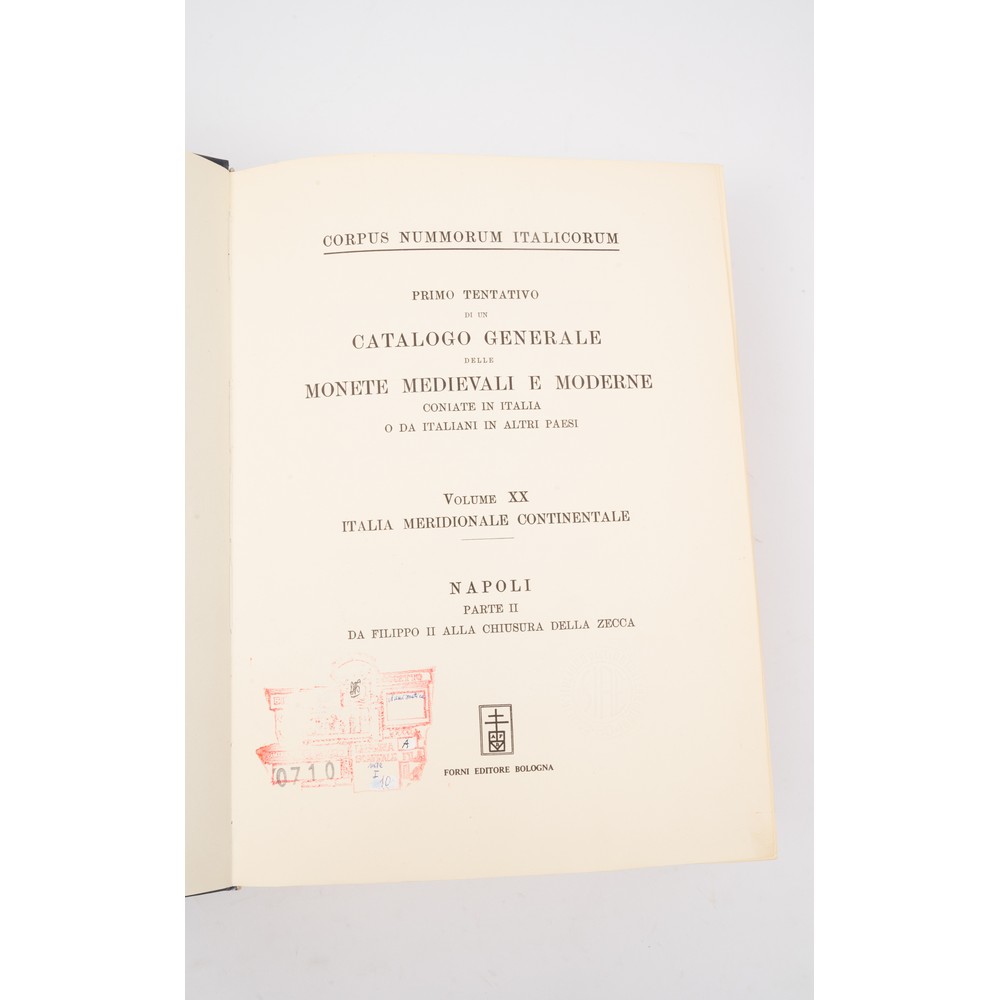 CORPUS NUMMORUM ITALICORUM
PRIMO TENTATIVO
DI UN
CATALOGO GENERALE
DELLE
MONETE MEDIEVALI E MODERNE
CONIATE IN ITALIA
O DA ITALIANI IN ALTRI PAESI
VOLUME XX
ITALIA MERIDIONALE CONTINENTALE
NAPOLI
PARTE II
DA FILIPPO II ALLA CHIUSURA DELLA ZECCA
A
I
0710
10
FORNI EDITORE BOLOGNA